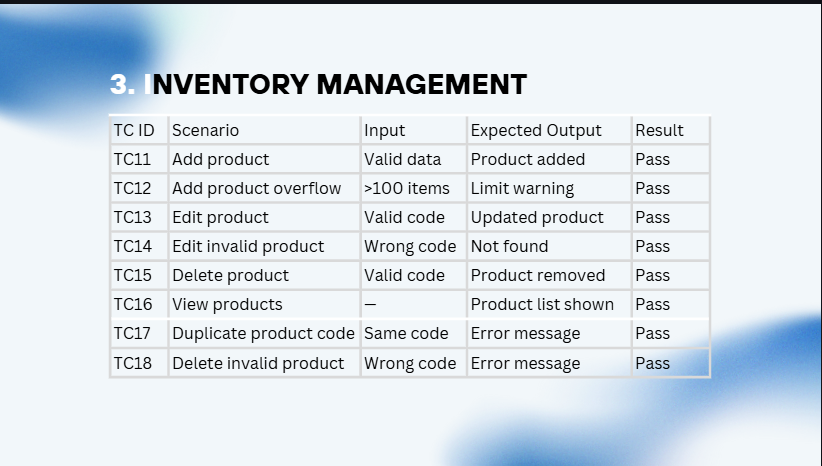 3. INVENTORY MANAGEMENT
TC ID Scenario Input Expected Output Result
TC11 Add product Valid data Product added Pass
TC12 Add product overflow >100 items Limit warning Pass
TC13 Edit product Valid code Updated product Pass
TC14 Edit invalid product Wrong code Not found Pass
TC15 Delete product Valid code Product removed Pass
TC16 View products — Product list shown Pass
TC17 Duplicate product code Same code Error message Pass
TC18 Delete invalid product Wrong code Error message Pass